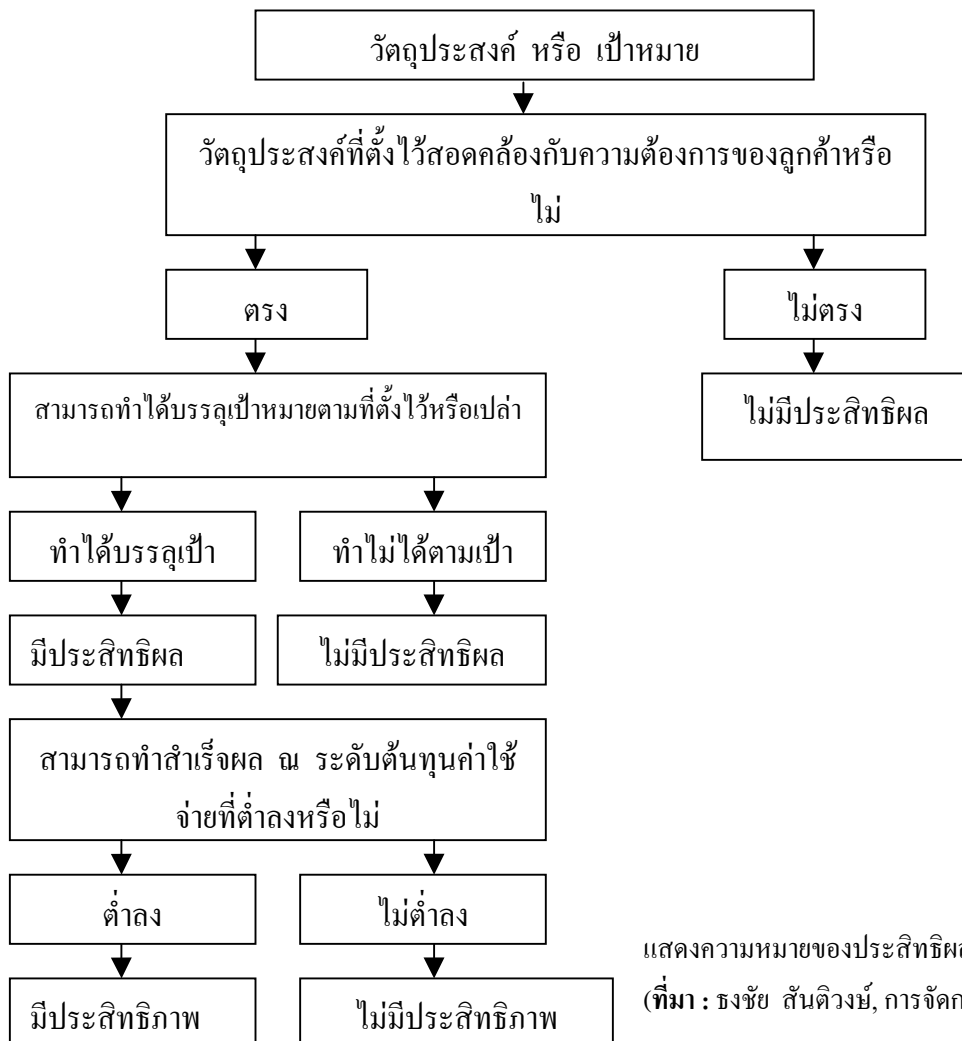 วัตถุประสงค์ หรือ เป้าหมาย
วัตถุประสงค์ที่ตั้งไว้สอดคล้องกับความต้องการของลูกค้าหรือ
ไม่
ตรง
ไม่ตรง
สามารถทำได้บรรลุเป้าหมายตามที่ตั้งไว้หรือเปล่า
ไม่มีประสิทธิผล
ทำได้บรรลุเป้า
ทำไม่ได้ตามเป้า
มีประสิทธิผล
ไม่มีประสิทธิผล
สามารถทำสำเร็จผล ณ ระดับต้นทุนค่าใช้
จ่ายที่ต่ำลงหรือไม่
ต่ำลง
ไม่ต่ำลง
แสดงความหมายของประสิทธิผ
(ที่มา : ธงชัย สันติวงษ์, การจัดก
มีประสิทธิภาพ
ไม่มีประสิทธิภาพ